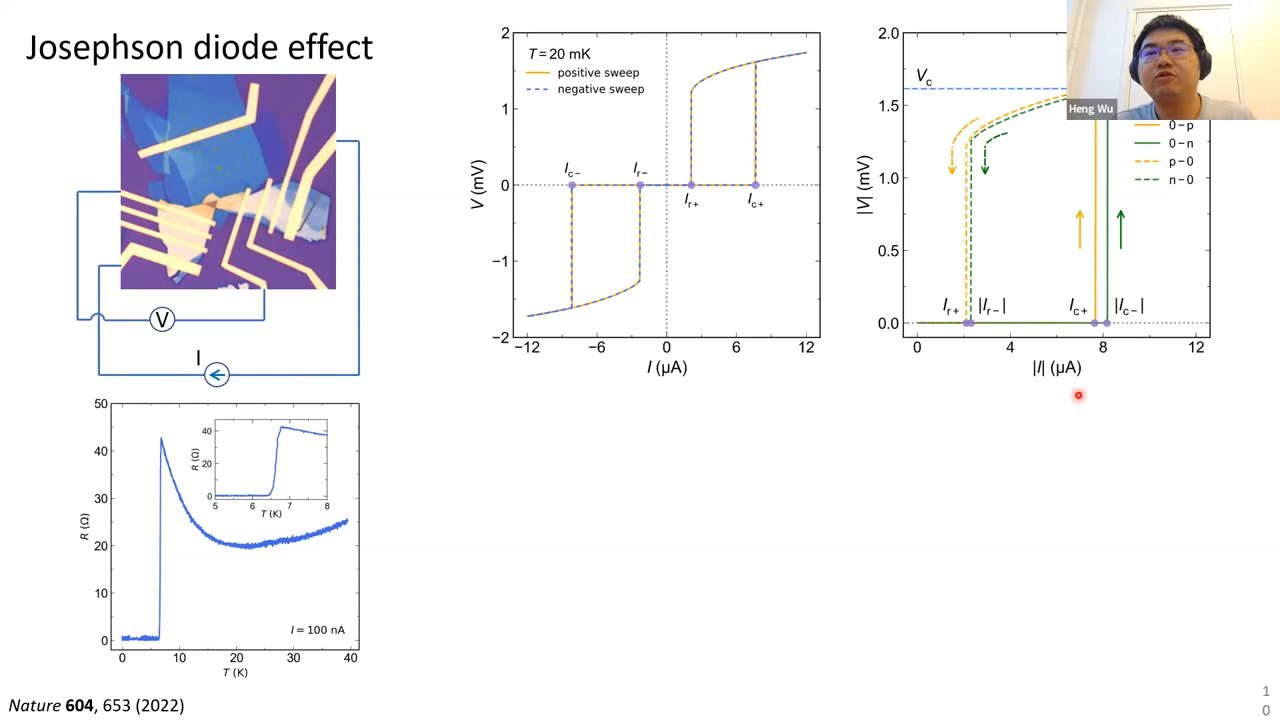 Josephson diode effect
V
I
R (Ω)
50
40
30
20
10
0
0
10
20
30
40
T (K)
I = 100 nA
R (Ω)
40
20
0
5
6
7
8
T (K)
V (mV)
2
1
0
−1
−2
−12
−6
0
6
12
I (μA)
T = 20 mK
positive sweep
negative sweep
Ic−
Ir−
Ir+
Ic+
|V| (mV)
2.0
1.5
1.0
0.5
0.0
0
4
8
12
|I| (μA)
Vc
0 – p
0 – n
p – 0
n – 0
Ir+
|Ir−|
Ic+
|Ic−|
Heng Wu
Nature 604, 653 (2022)
1
0